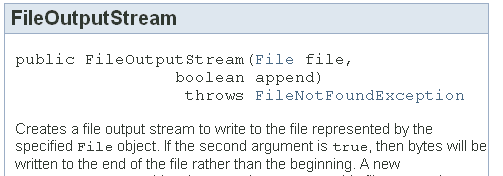 FileOutputStream
public FileOutputStream(File file,
boolean append)
throws FileNotFoundException
Creates a file output stream to write to the file represented by the
specified File object. If the second argument is true, then bytes will be
written to the end of the file rather than the beginning. A new